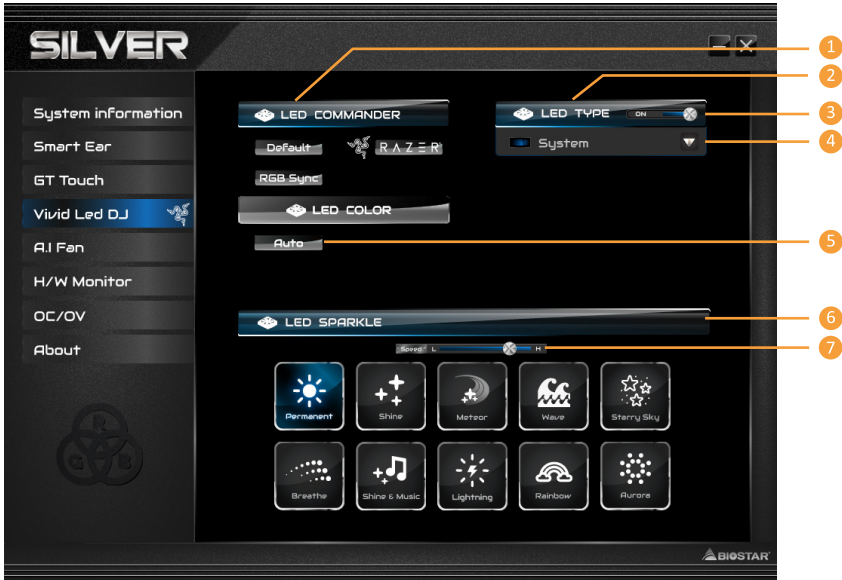 SILVER
1
2
System information
LED COMMANDER
LED TYPE
ON
3
Smart Ear
Default
RAZER
System
4
GT Touch
RGB Sync
Vivid Led DJ
LED COLOR
A.I Fan
Auto
5
H/W Monitor
OC/OV
LED SPARKLE
6
About
Speed
L
H
7
Permanent
Shine
Meteor
Wave
Starry Sky
R
G
B
Breathe
Shine & Music
Lightning
Rainbow
Aurora
BIOSTAR